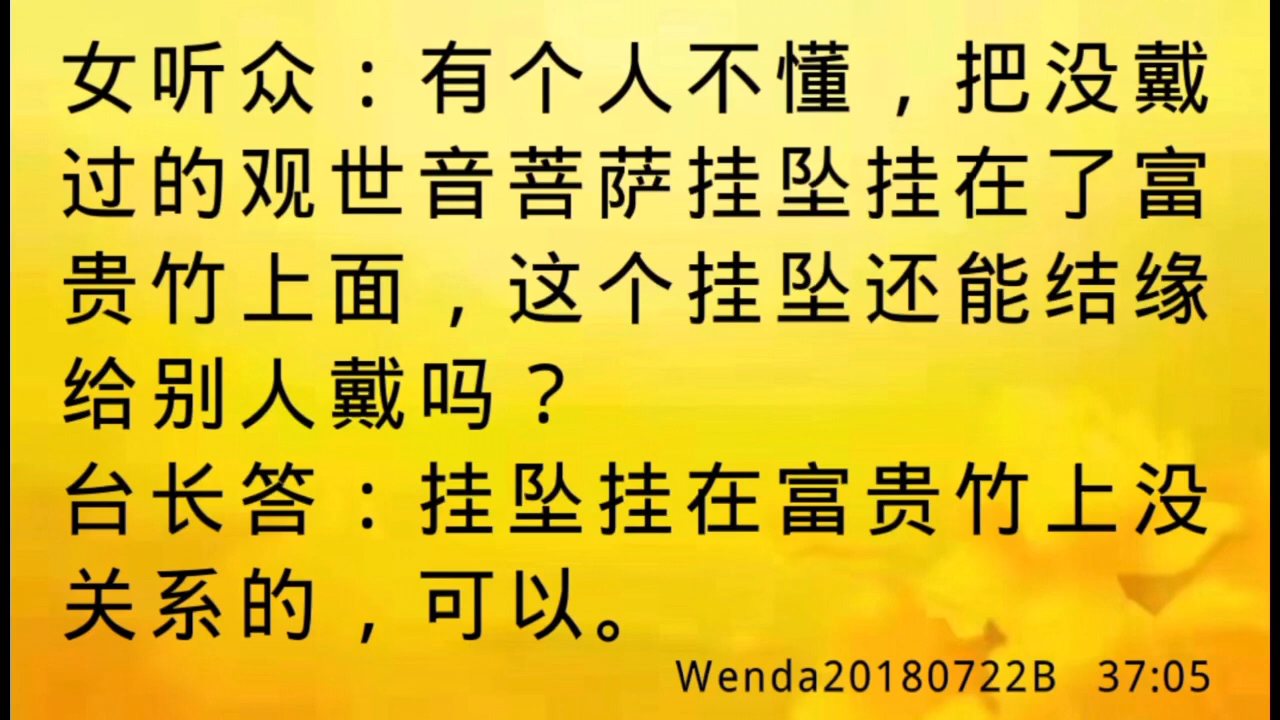 女听众：有个人不懂，把没戴
过的观世音菩萨挂坠挂在了富
贵竹上面，这个挂坠还能结缘
给别人戴吗？
台长答：挂坠挂在富贵竹上没
关系的，可以。
Wenda20180722B 37:05